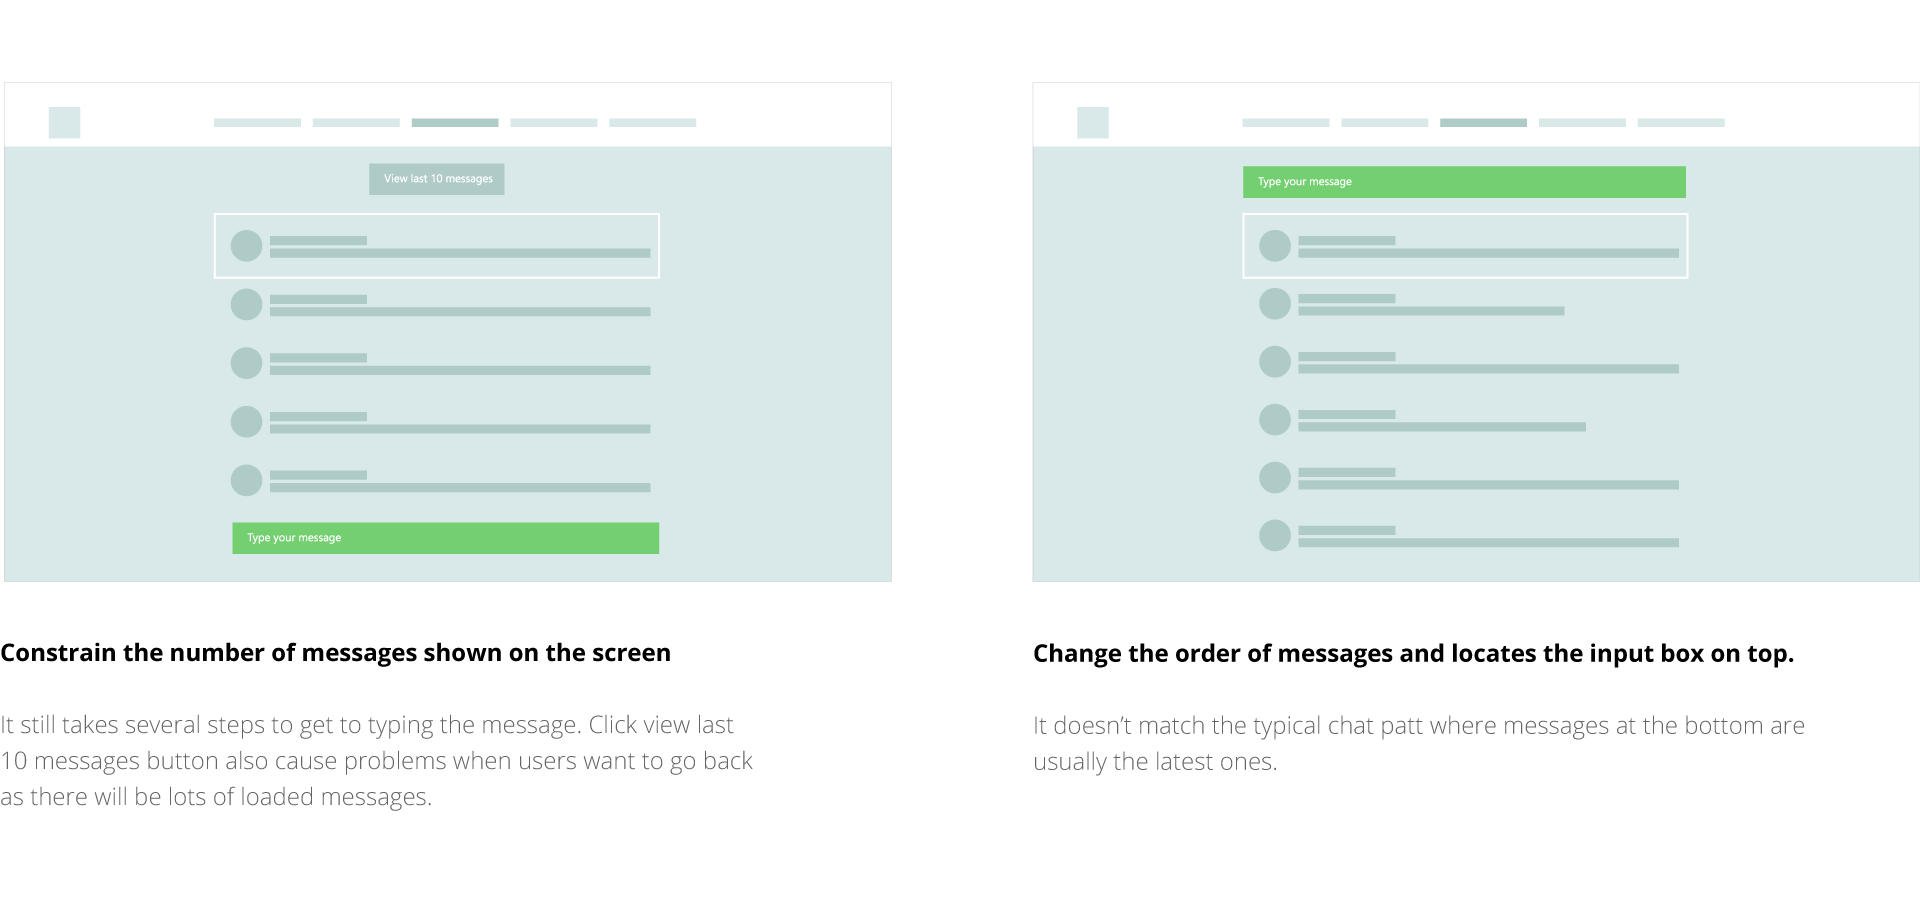 View last 10 messages
Type your message
Constrain the number of messages shown on the screen
It still takes several steps to get to typing the message. Click view last
10 messages button also cause problems when users want to go back
as there will be lots of loaded messages.
Type your message
Change the order of messages and locates the input box on top.
It doesn’t match the typical chat patt where messages at the bottom are
usually the latest ones.